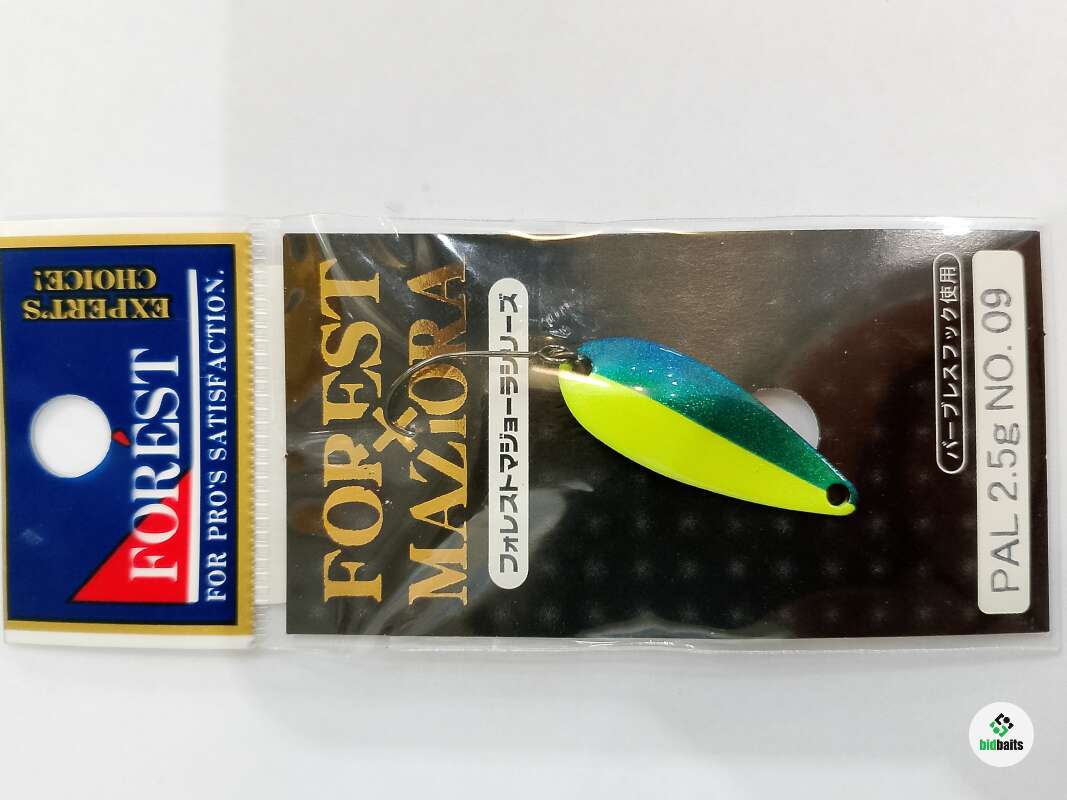 EXPERT'S
CHOICE!
FORÉST
FOR PRO'S SATISFACTION.
FOREST
MAZiORA
フォレストマジョーラシリーズ
バーブレスフック使用
PAL 2.5g NO. 09
bidbaits